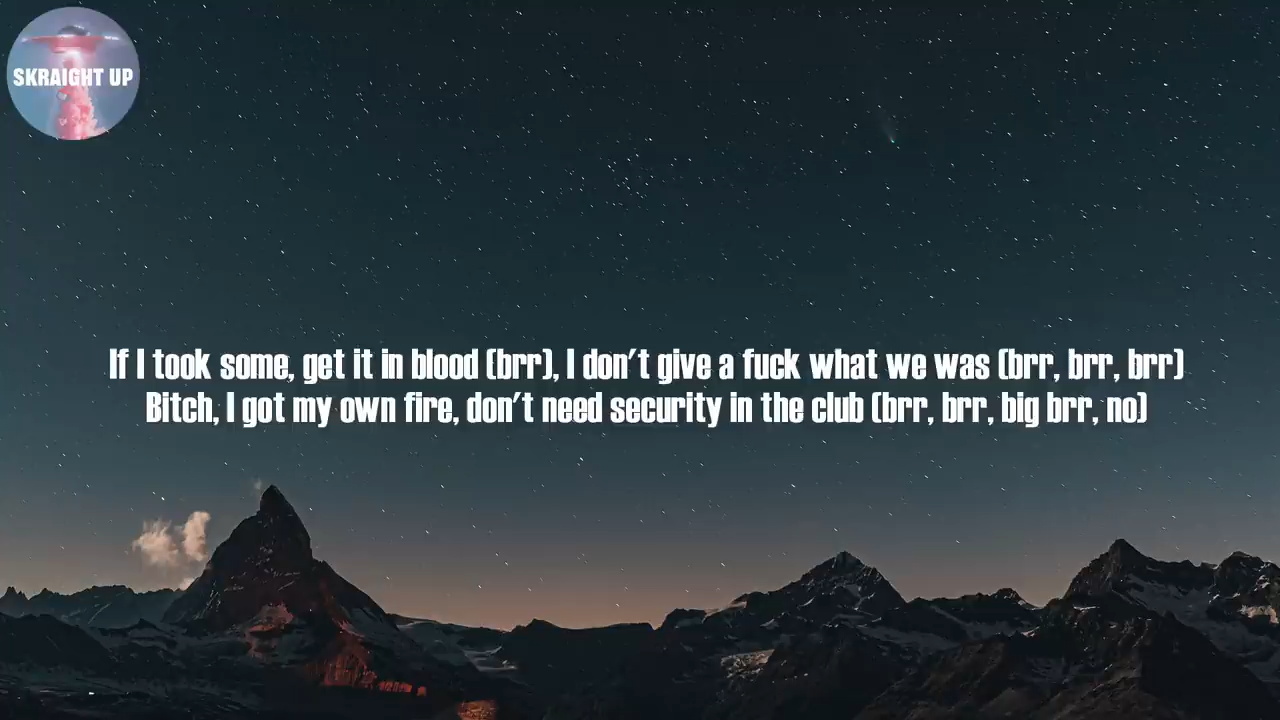 SKRAIGHT UP
If I took some, get it in blood (brr), I don't give a fuck what we was (brr, brr, brr)
Bitch, I got my own fire, don't need security in the club (brr, brr, big brr, no)